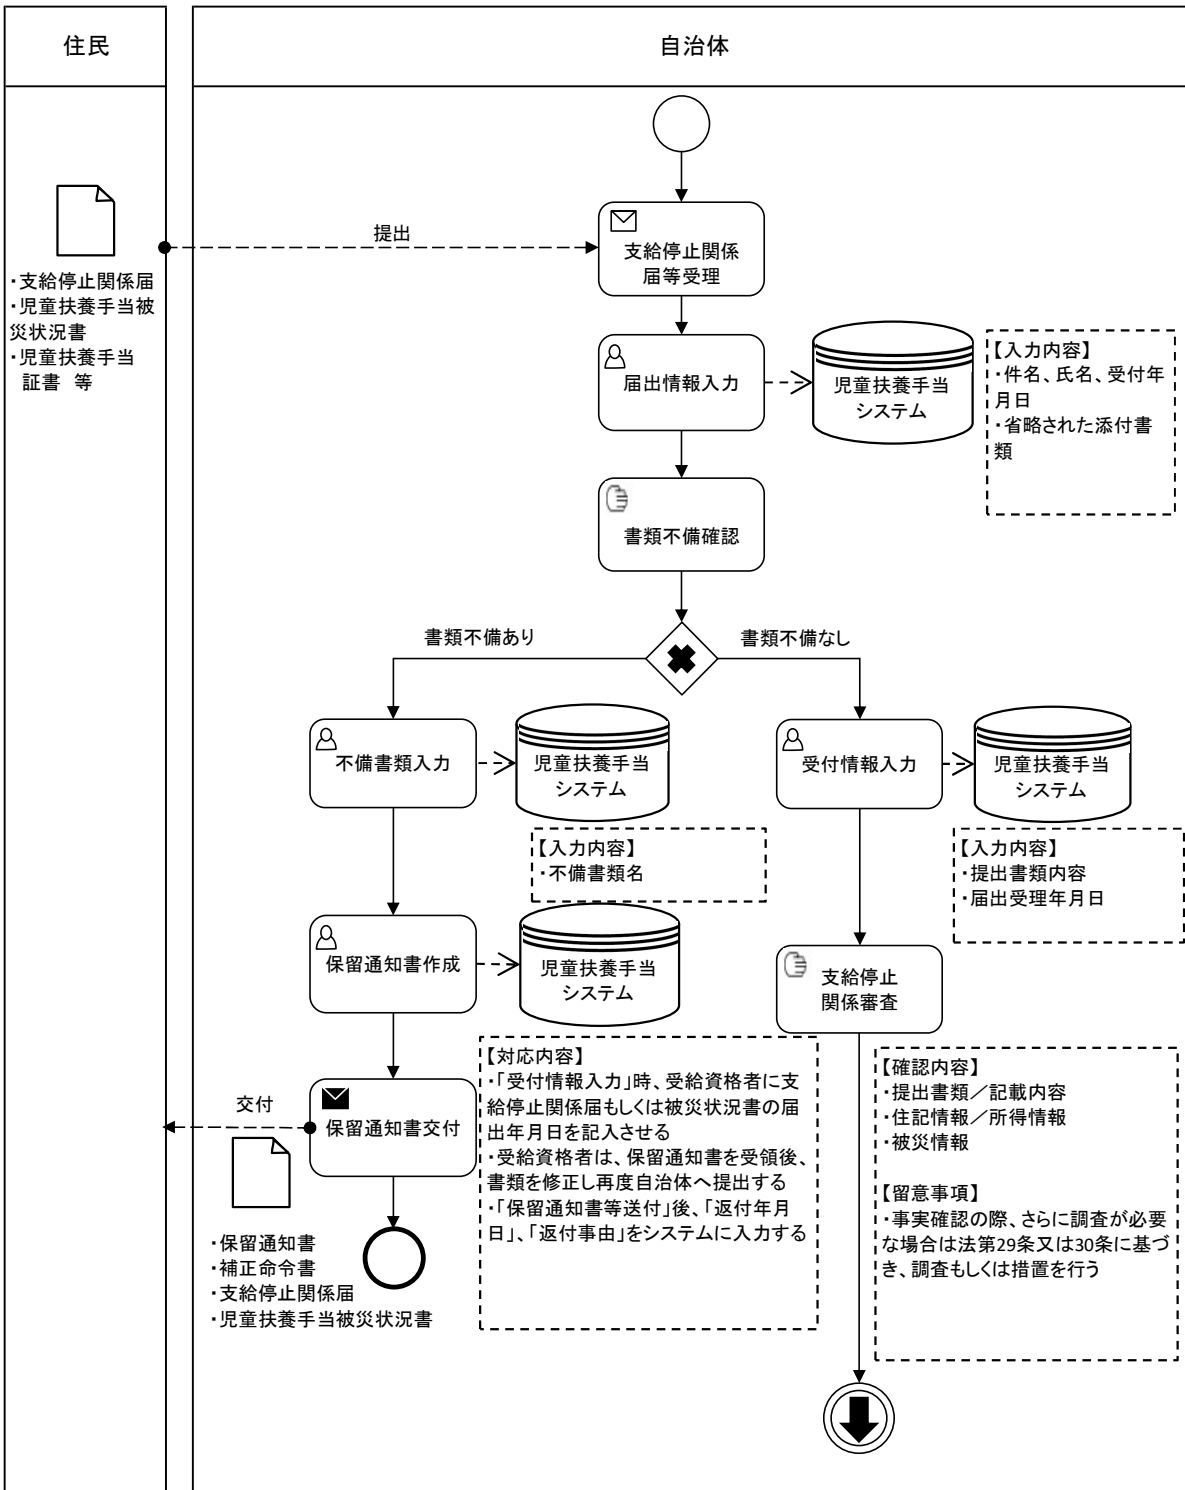 住民
自治体
提出
支給停止関係
届等受理
・支給停止関係届
・児童扶養手当被
災状況書
・児童扶養手当
証書 等
届出情報入力
児童扶養手当
システム
【入力内容】
・件名、氏名、受付年
月日
・省略された添付書
類
書類不備確認
書類不備あり
書類不備なし
不備書類入力
児童扶養手当
システム
受付情報入力
児童扶養手当
システム
【入力内容】
・不備書類名
【入力内容】
・提出書類内容
・届出受理年月日
保留通知書作成
児童扶養手当
システム
支給停止
関係審査
【対応内容】
・「受付情報入力」時、受給資格者に支
給停止関係届もしくは被災状況書の届
出年月日を記入させる
・受給資格者は、保留通知書を受領後、
書類を修正し再度自治体へ提出する
・「保留通知書等送付」後、「返付年月
日」、「返付事由」をシステムに入力する
【確認内容】
・提出書類／記載内容
・住記情報／所得情報
・被災情報
【留意事項】
・事実確認の際、さらに調査が必要
な場合は法第29条又は30条に基づ
き、調査もしくは措置を行う
交付
保留通知書交付
・保留通知書
・補正命令書
・支給停止関係届
・児童扶養手当被災状況書